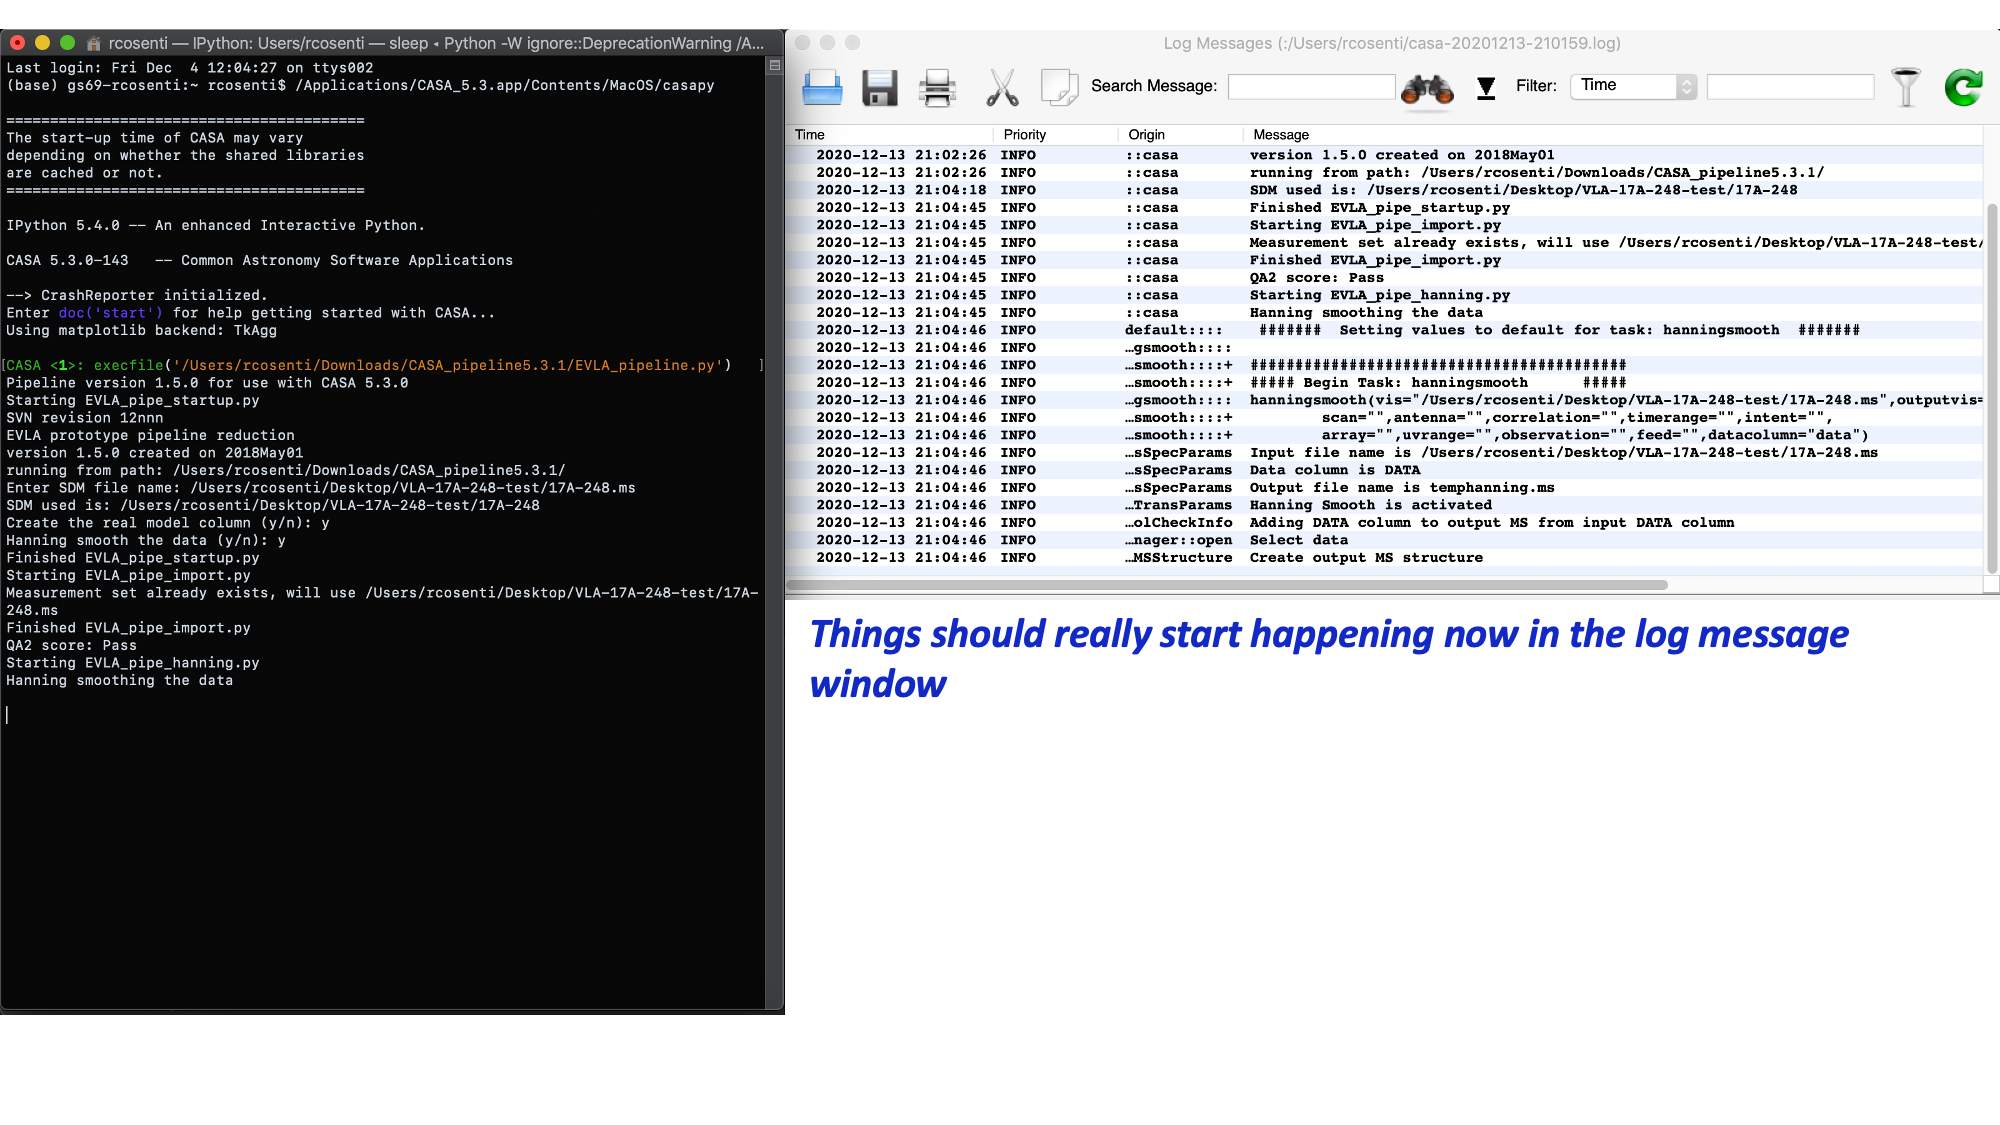 rcosenti — IPython: Users/rcosenti — sleep ◂ Python -W ignore::DeprecationWarning /A...
Last login: Fri Dec  4 12:04:27 on ttys002
(base) gs69-rcosenti:~ rcosenti$ /Applications/CASA_5.3.app/Contents/MacOS/casapy
=========================================
The start-up time of CASA may vary
depending on whether the shared libraries
are cached or not.
=========================================
IPython 5.4.0 -- An enhanced Interactive Python.
CASA 5.3.0-143   -- Common Astronomy Software Applications
--> CrashReporter initialized.
Enter doc('start') for help getting started with CASA...
Using matplotlib backend: TkAgg
[CASA <1>: execfile('/Users/rcosenti/Downloads/CASA_pipeline5.3.1/EVLA_pipeline.py')   ]
Pipeline version 1.5.0 for use with CASA 5.3.0
Starting EVLA_pipe_startup.py
SVN revision 12nnn
EVLA prototype pipeline reduction
version 1.5.0 created on 2018May01
running from path: /Users/rcosenti/Downloads/CASA_pipeline5.3.1/
Enter SDM file name: /Users/rcosenti/Desktop/VLA-17A-248-test/17A-248.ms
SDM used is: /Users/rcosenti/Desktop/VLA-17A-248-test/17A-248
Create the real model column (y/n): y
Hanning smooth the data (y/n): y
Finished EVLA_pipe_startup.py
Starting EVLA_pipe_import.py
Measurement set already exists, will use /Users/rcosenti/Desktop/VLA-17A-248-test/17A-
248.ms
Finished EVLA_pipe_import.py
QA2 score: Pass
Starting EVLA_pipe_hanning.py
Hanning smoothing the data
Log Messages (:/Users/rcosenti/casa-20201213-210159.log)
Search Message: Filter: Time
Time Priority Origin Message
2020-12-13 21:02:26 INFO ::casa version 1.5.0 created on 2018May01
2020-12-13 21:02:26 INFO ::casa running from path: /Users/rcosenti/Downloads/CASA_pipeline5.3.1/
2020-12-13 21:04:18 INFO ::casa SDM used is: /Users/rcosenti/Desktop/VLA-17A-248-test/17A-248
2020-12-13 21:04:45 INFO ::casa Finished EVLA_pipe_startup.py
2020-12-13 21:04:45 INFO ::casa Starting EVLA_pipe_import.py
2020-12-13 21:04:45 INFO ::casa Measurement set already exists, will use /Users/rcosenti/Desktop/VLA-17A-248-test/
2020-12-13 21:04:45 INFO ::casa Finished EVLA_pipe_import.py
2020-12-13 21:04:45 INFO ::casa QA2 score: Pass
2020-12-13 21:04:45 INFO ::casa Starting EVLA_pipe_hanning.py
2020-12-13 21:04:45 INFO ::casa Hanning smoothing the data
2020-12-13 21:04:46 INFO default:::: #######  Setting values to default for task: hanningsmooth  #######
2020-12-13 21:04:46 INFO …gsmooth::::
2020-12-13 21:04:46 INFO …smooth::::+ ##########################################
2020-12-13 21:04:46 INFO …smooth::::+ ##### Begin Task: hanningsmooth      #####
2020-12-13 21:04:46 INFO …gsmooth:::: hanningsmooth(vis="/Users/rcosenti/Desktop/VLA-17A-248-test/17A-248.ms",outputvis=
2020-12-13 21:04:46 INFO …smooth::::+ scan="",antenna="",correlation="",timerange="",intent="",
2020-12-13 21:04:46 INFO …smooth::::+ array="",uvrange="",observation="",feed="",datacolumn="data")
2020-12-13 21:04:46 INFO …sSpecParams Input file name is /Users/rcosenti/Desktop/VLA-17A-248-test/17A-248.ms
2020-12-13 21:04:46 INFO …sSpecParams Data column is DATA
2020-12-13 21:04:46 INFO …sSpecParams Output file name is temphanning.ms
2020-12-13 21:04:46 INFO …TransParams Hanning Smooth is activated
2020-12-13 21:04:46 INFO …olCheckInfo Adding DATA column to output MS from input DATA column
2020-12-13 21:04:46 INFO …nager::open Select data
2020-12-13 21:04:46 INFO …MSStructure Create output MS structure
Things should really start happening now in the log message
window